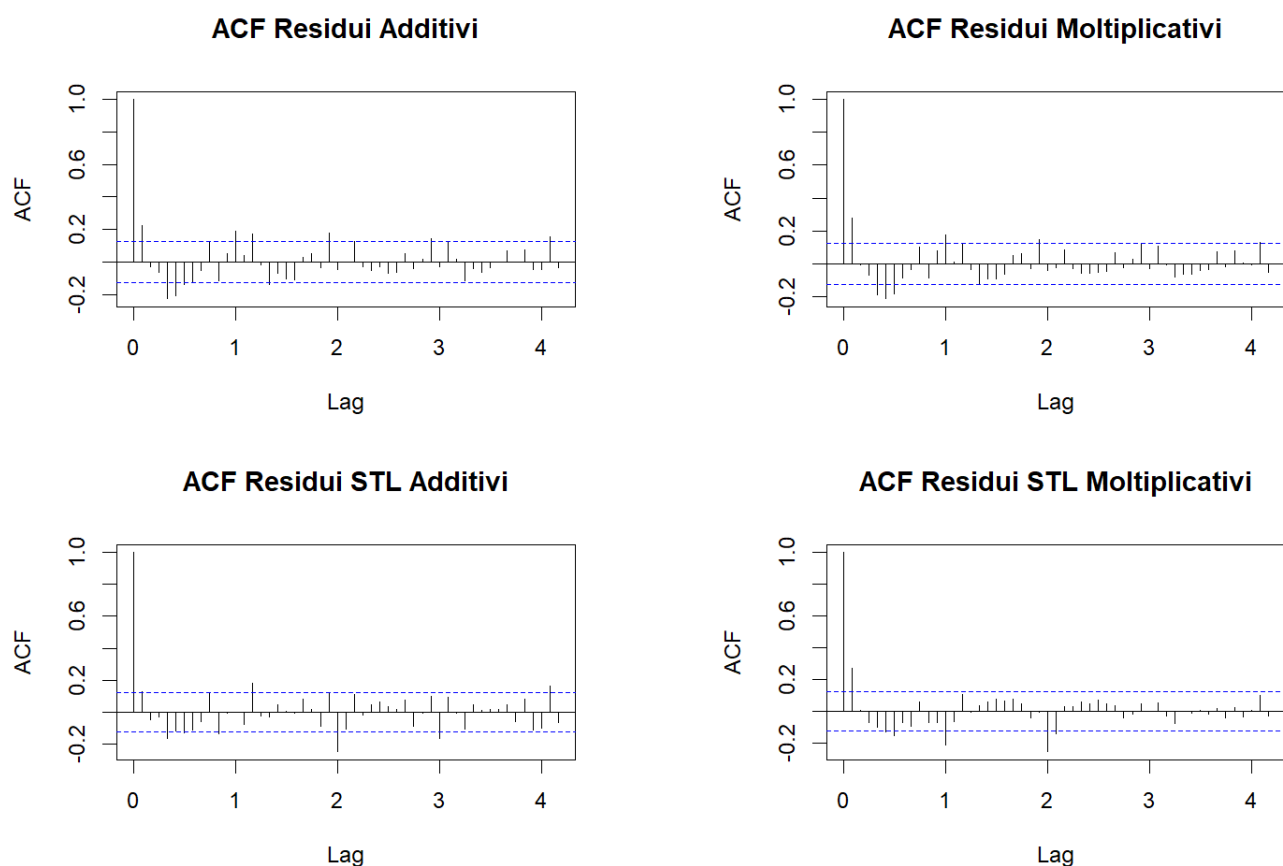 ACF Residui Additivi
ACF
1.0
0.6
0.2
-0.2
0 1 2 3 4
Lag
ACF Residui Moltiplicativi
ACF
1.0
0.6
0.2
-0.2
0 1 2 3 4
Lag
ACF Residui STL Additivi
ACF
1.0
0.6
0.2
-0.2
0 1 2 3 4
Lag
ACF Residui STL Moltiplicativi
ACF
1.0
0.6
0.2
-0.2
0 1 2 3 4
Lag